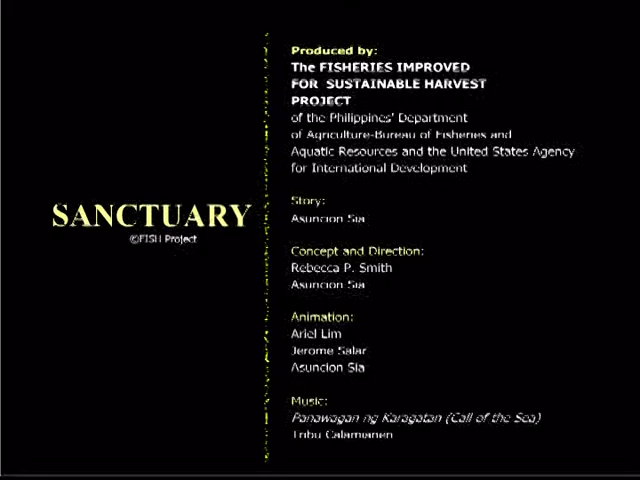 SANCTUARY
©FISH Project
Produced by:
The FISHERIES IMPROVED
FOR SUSTAINABLE HARVEST
PROJECT
of the Philippines' Department
of Agriculture-Bureau of Fisheries and
Aquatic Resources and the United States Agency
for International Development
Story:
Asuncion Sia
Concept and Direction:
Rebecca P. Smith
Asuncion Sia
Animation:
Ariel Lim
Jerome Salar
Asuncion Sia
Music:
Panawagan ng Karagatan (Call of the Sea)
Tribu Calamianen